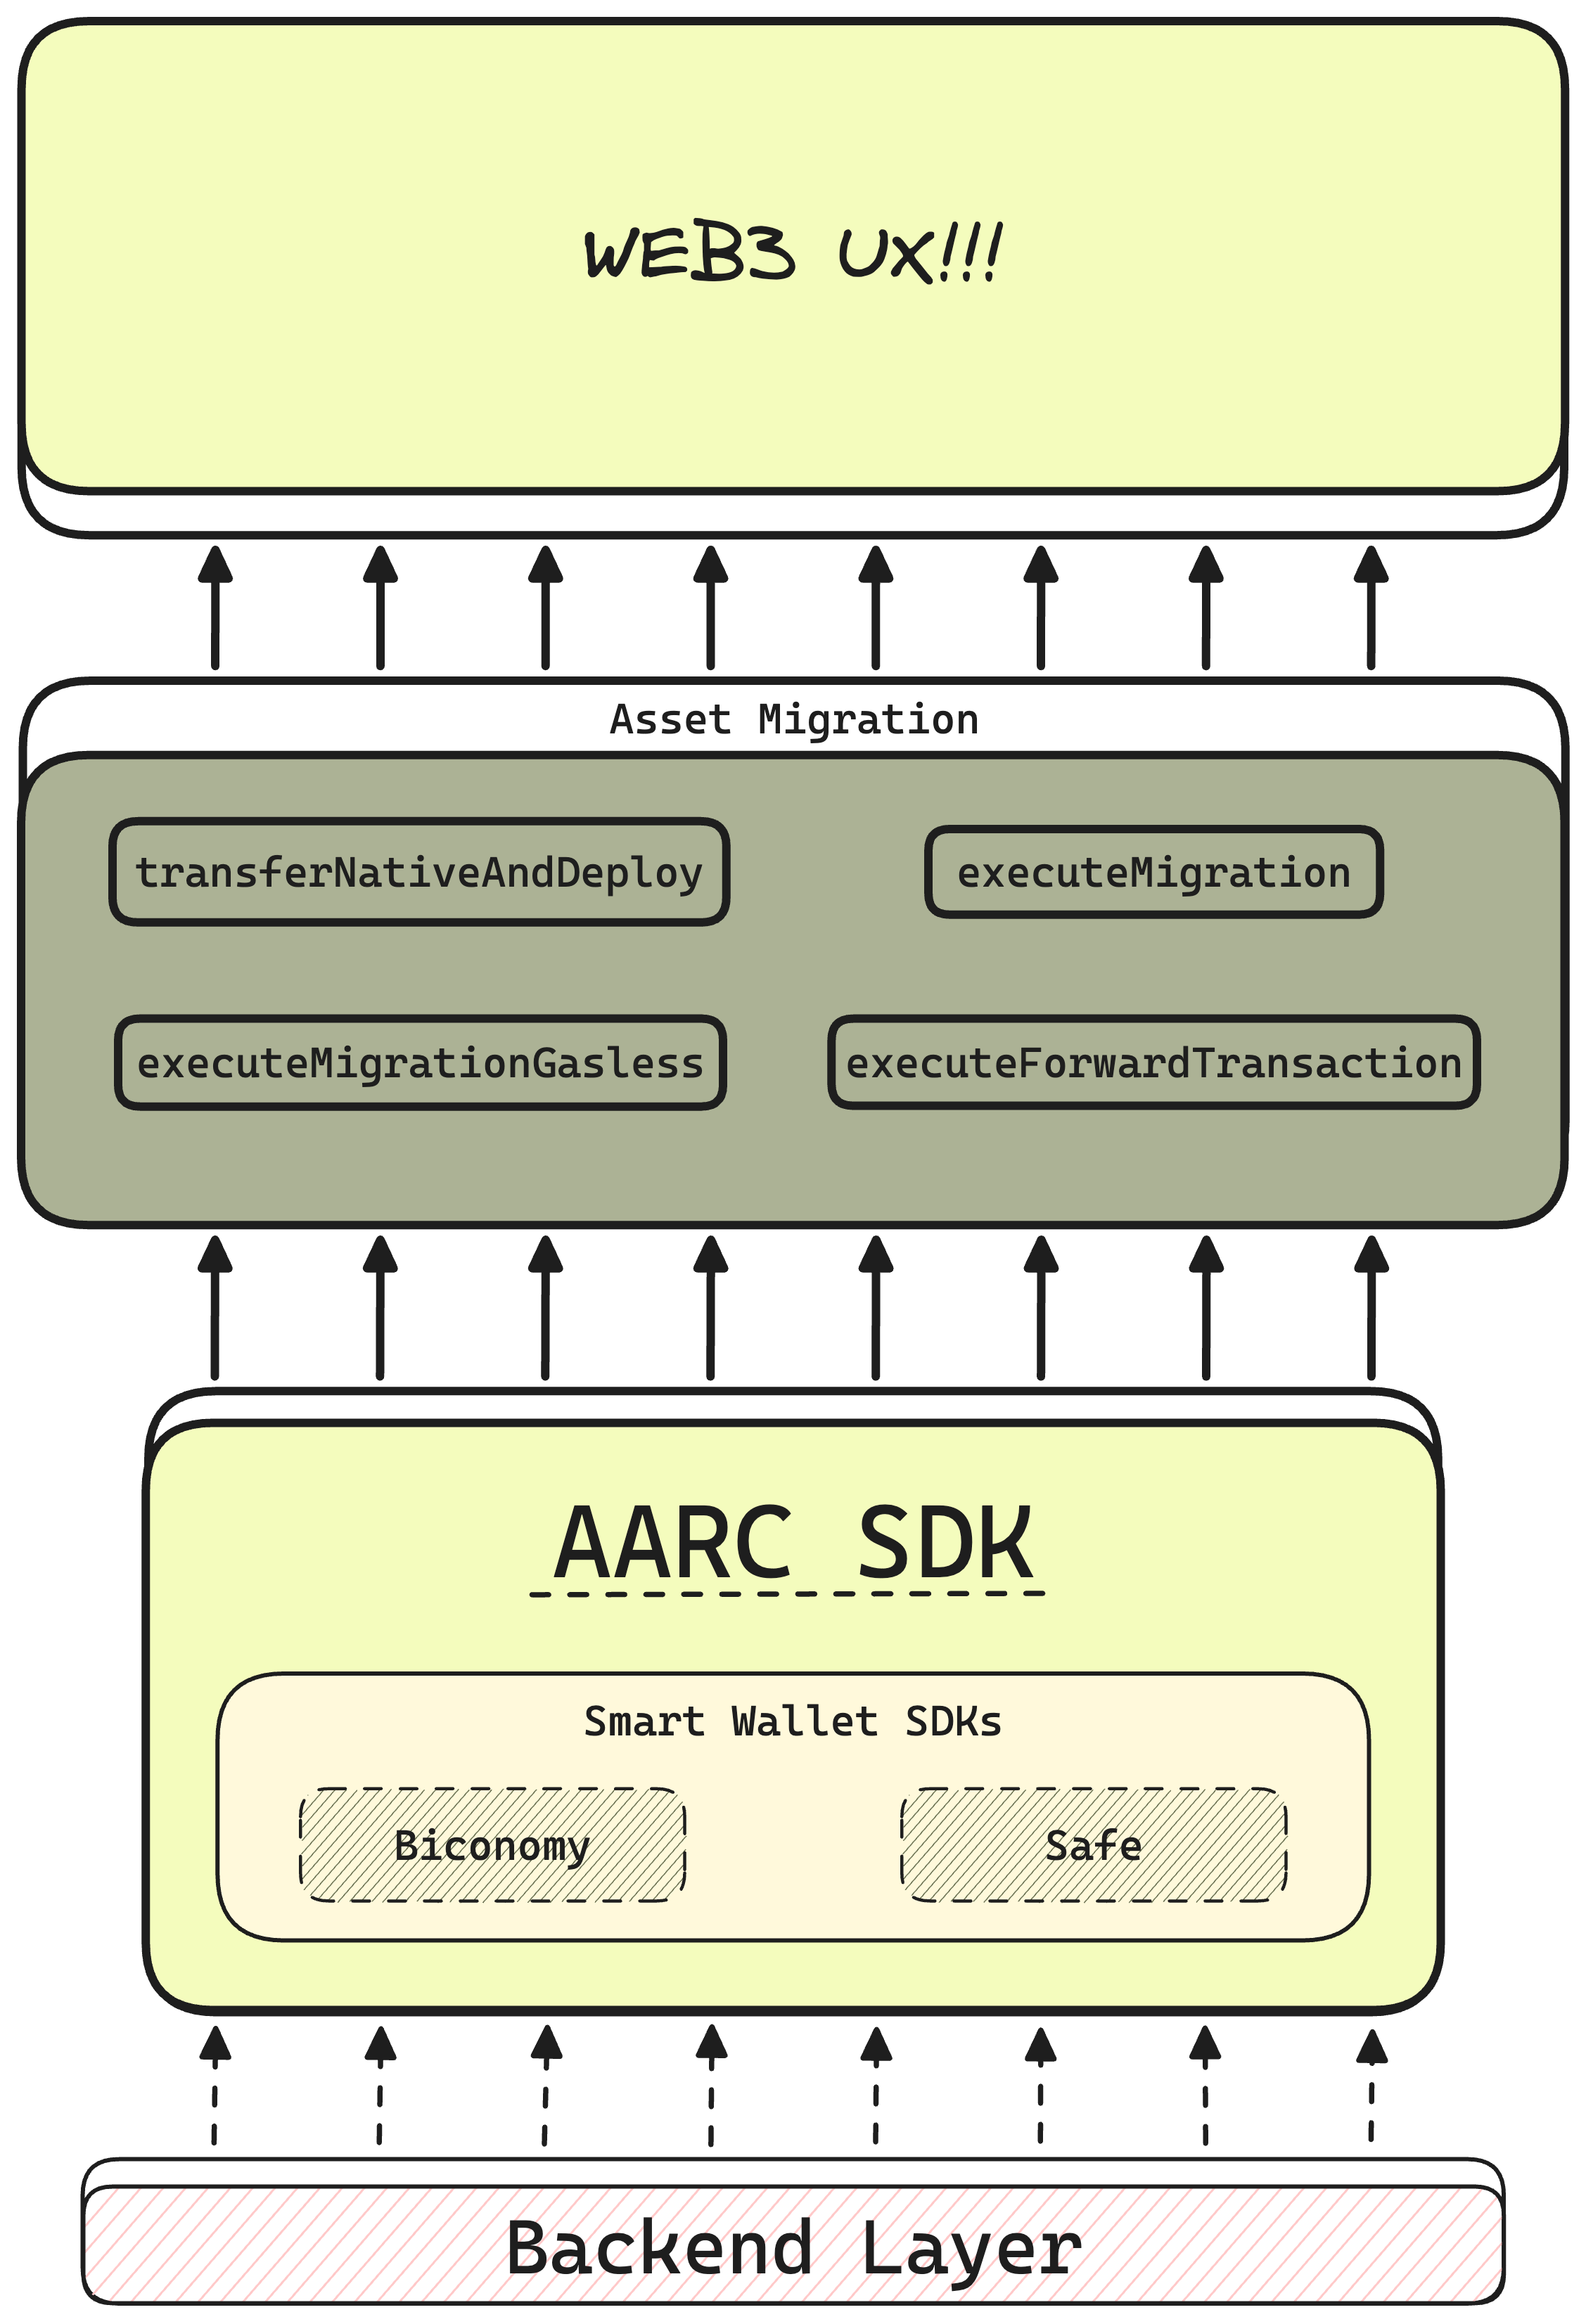 WEB3 UX!!!
Asset Migration
transferNativeAndDeploy
executeMigration
executeMigrationGasless
executeForwardTransaction
AARC SDK
Smart Wallet SDKs
Biconomy
Safe
Backend Layer